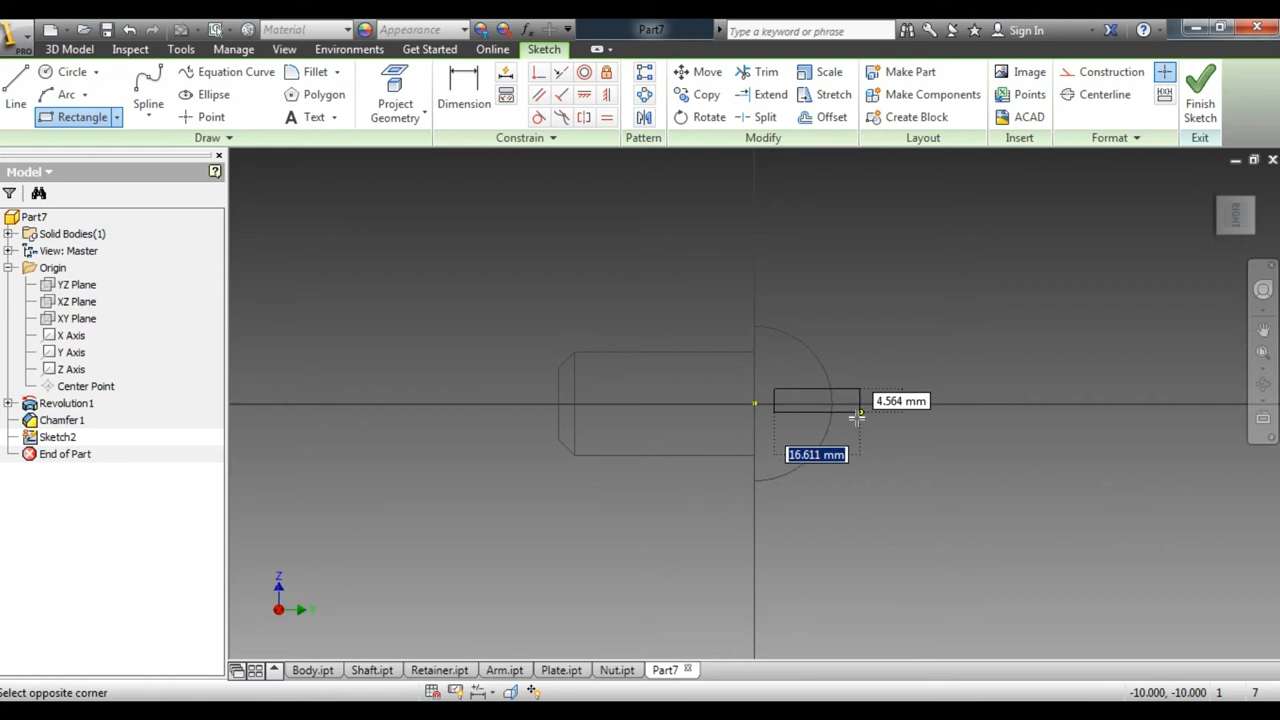 PRO
Material
Appearance
Part7
Type a keyword or phrase
Sign In
3D Model
Inspect
Tools
Manage
View
Environments
Get Started
Online
Sketch
Line
Circle
Arc
Rectangle
Spline
Equation Curve
Ellipse
Point
Fillet
Polygon
Text
Project
Geometry
Dimension
Move
Copy
Rotate
Trim
Extend
Split
Scale
Stretch
Offset
Make Part
Make Components
Create Block
Image
Points
ACAD
Construction
Centerline
Finish
Sketch
Draw
Constrain
Pattern
Modify
Layout
Insert
Format
Exit
Model
Part7
Solid Bodies(1)
View: Master
Origin
YZ Plane
XZ Plane
XY Plane
X Axis
Y Axis
Z Axis
Center Point
Revolution1
Chamfer1
Sketch2
End of Part
RIGHT
4.564 mm
16.611 mm
Z
Y
Body.ipt
Shaft.ipt
Retainer.ipt
Arm.ipt
Plate.ipt
Nut.ipt
Part7
Select opposite corner
-10.000, -10.000
1
7